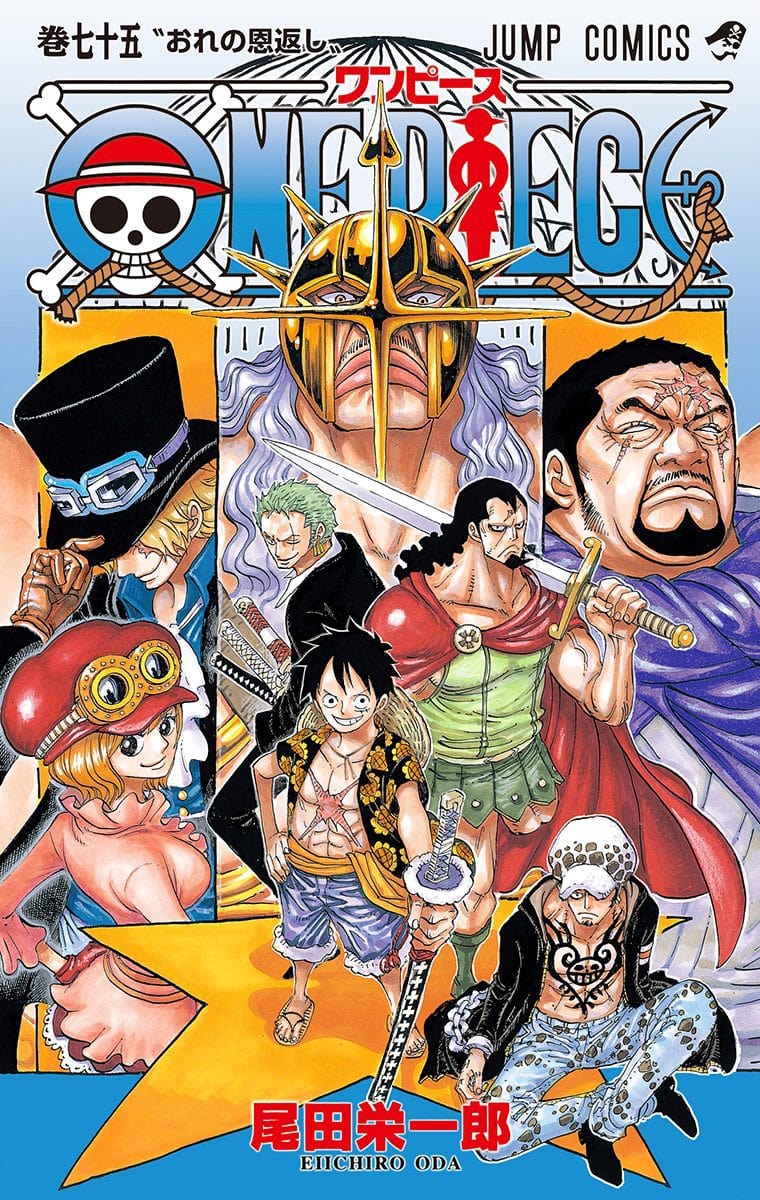 巻七十五 〝おれの恩返し〟
JUMP COMICS
ワンピース
ONE PIECE
尾田栄一郎
EIICHIRO ODA